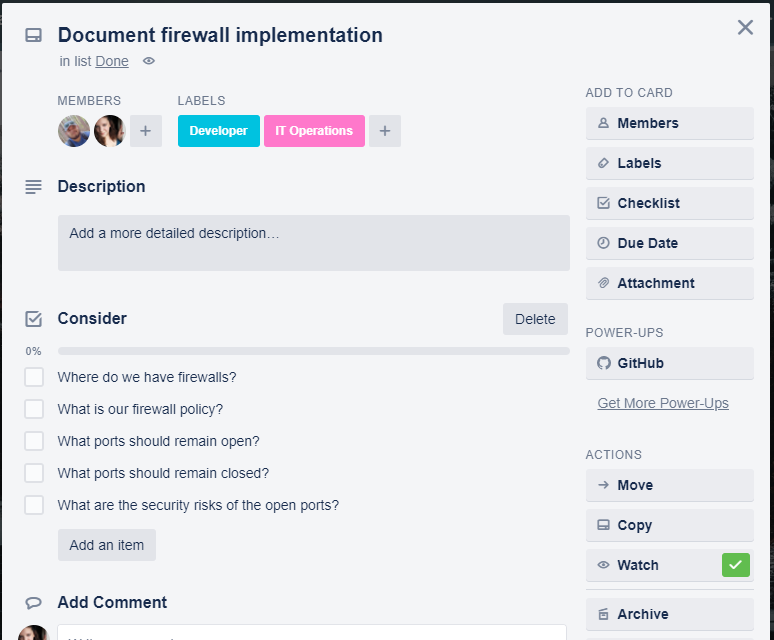 Document firewall implementation
in list Done
MEMBERS
LABELS
Developer
IT Operations
+
+
Description
Add a more detailed description…
Consider
Delete
0%
Where do we have firewalls?
What is our firewall policy?
What ports should remain open?
What ports should remain closed?
What are the security risks of the open ports?
Add an item
Add Comment
ADD TO CARD
Members
Labels
Checklist
Due Date
Attachment
POWER-UPS
GitHub
Get More Power-Ups
ACTIONS
Move
Copy
Watch
Archive